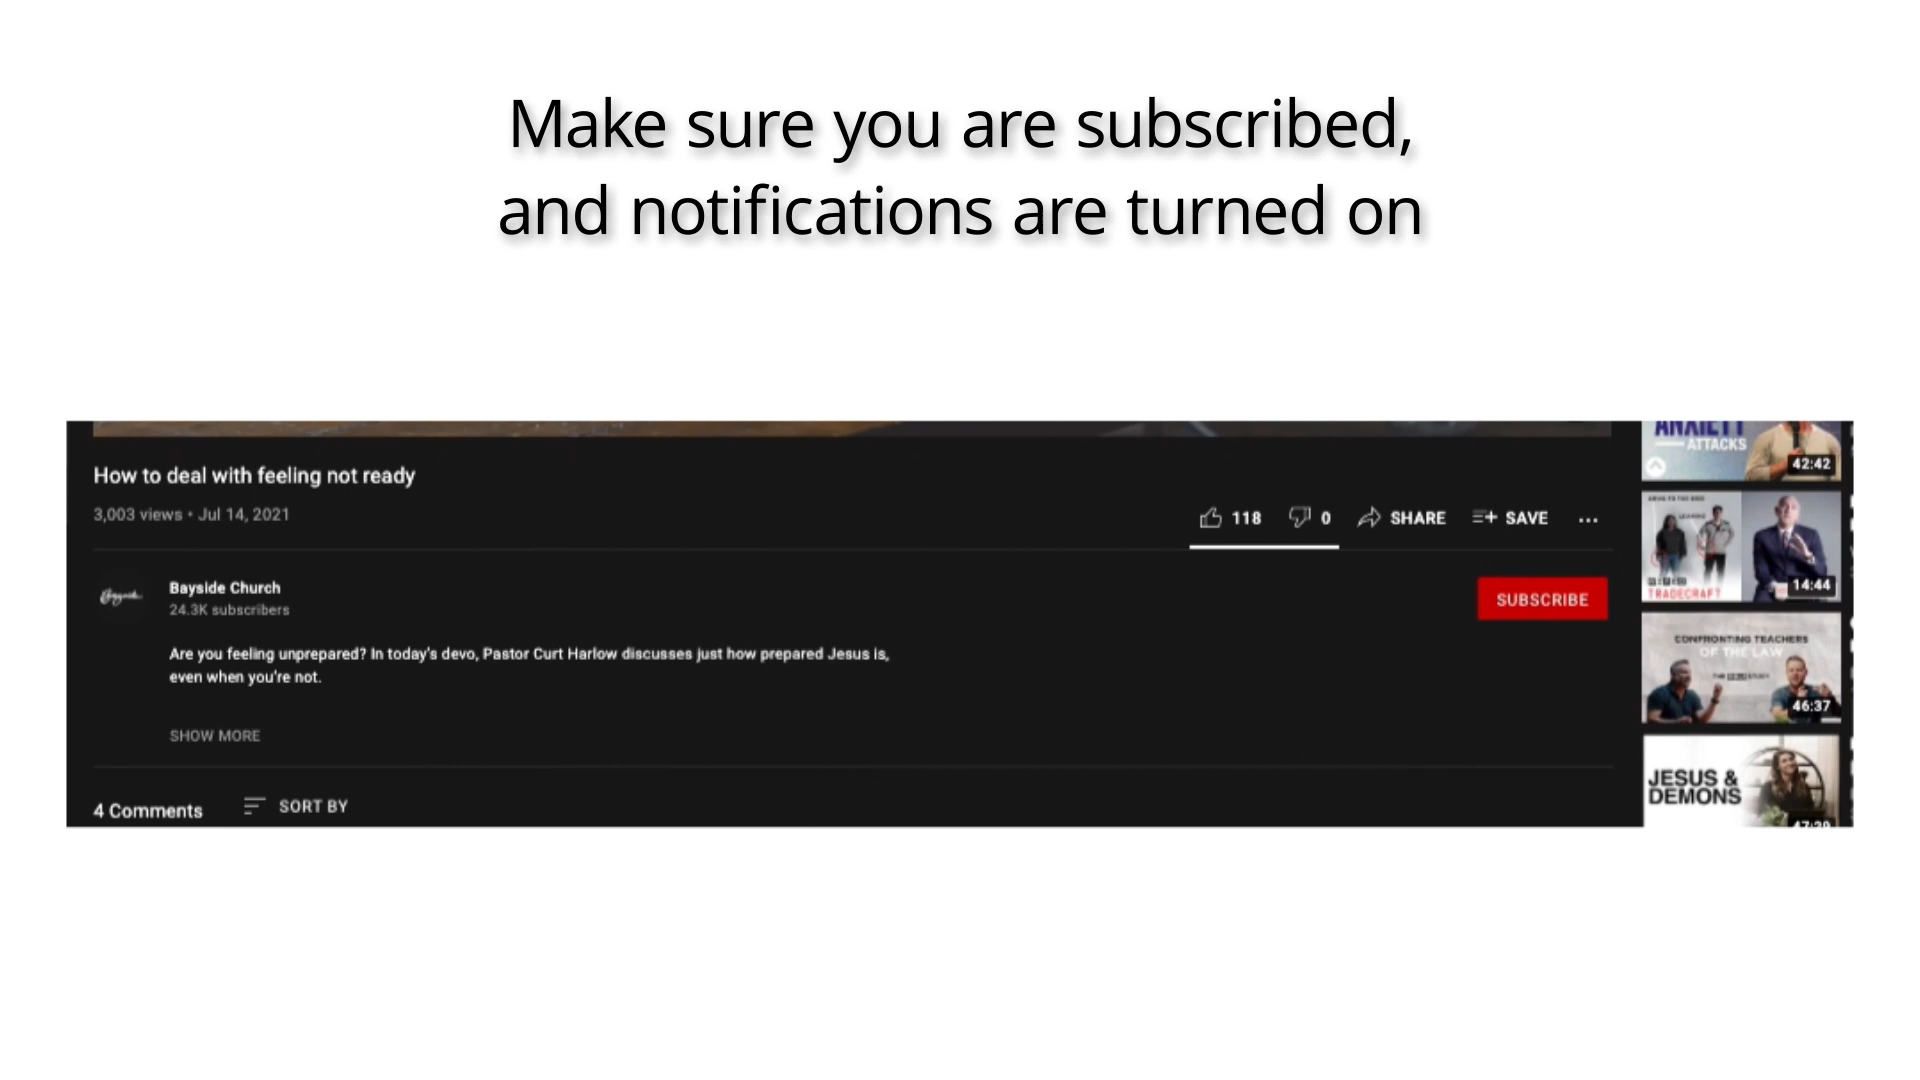 Make sure you are subscribed,
and notifications are turned on
How to deal with feeling not ready
3,003 views • Jul 14, 2021
118
0
SHARE
SAVE
Bayside Church
24.3K subscribers
SUBSCRIBE
Are you feeling unprepared? In today's devo, Pastor Curt Harlow discusses just how prepared Jesus is,
even when you're not.
SHOW MORE
4 Comments
SORT BY
ANXIETY
ATTACKS
42:42
TRADECRAFT
14:44
CONFRONTING TEACHERS
OF THE LAW
46:37
JESUS &
DEMONS